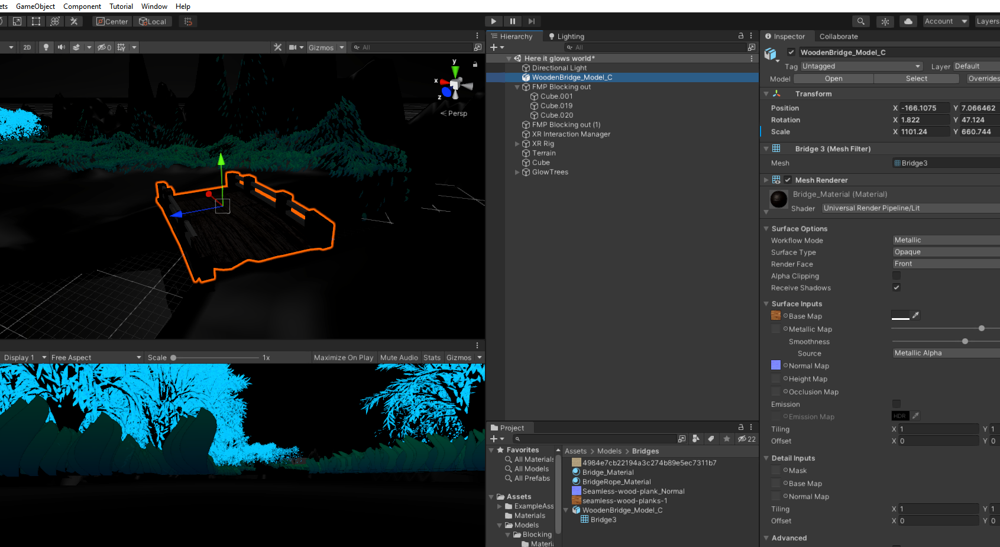 ets GameObject Component Tutorial Window Help
Center Local
Account Layers
2D 0 Gizmos All
y
x
z
Persp
Display 1 Free Aspect Scale 1x Maximize On Play Mute Audio Stats Gizmos
Hierarchy Lighting
All
Here it glows world*
Directional Light
WoodenBridge_Model_C
FMP Blocking out
Cube.001
Cube.019
Cube.020
FMP Blocking out (1)
XR Interaction Manager
XR Rig
Terrain
Cube
GlowTrees
Project
22
Favorites
All Materials
All Models
All Prefabs
Assets
ExampleAss
Materials
Models
Blocking
Materi
Assets > Models > Bridges
4984e7cb22194a3c274b89e5ec7311b7
Bridge_Material
BridgeRope_Material
Seamless-wood-plank_Normal
seamless-wood-planks-1
WoodenBridge_Model_C
Bridge3
Inspector Collaborate
WoodenBridge_Model_C
Tag Untagged Layer Default
Model Open Select Overrides
Transform
Position X -166.1075 Y 7.066462
Rotation X 1.822 Y 47.124
Scale X 1101.24 Y 660.744
Bridge 3 (Mesh Filter)
Mesh Bridge3
Mesh Renderer
Bridge_Material (Material)
Shader Universal Render Pipeline/Lit
Surface Options
Workflow Mode Metallic
Surface Type Opaque
Render Face Front
Alpha Clipping
Receive Shadows
Surface Inputs
Base Map
Metallic Map
Smoothness
Source Metallic Alpha
Normal Map
Height Map
Occlusion Map
Emission
Emission Map HDR
Tiling X 1 Y 1
Offset X 0 Y 0
Detail Inputs
Mask
Base Map
Normal Map
Tiling X 1 Y 1
Offset X 0 Y 0
Advanced